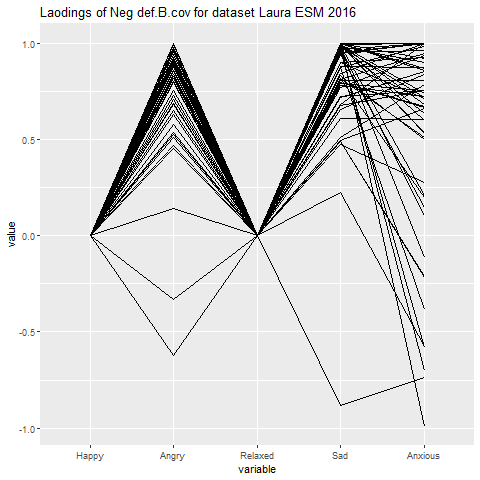 Laodings of Neg def.B.cov for dataset Laura ESM 2016
1.0
0.5
0.0
-0.5
-1.0
value
Happy Angry Relaxed Sad Anxious
variable